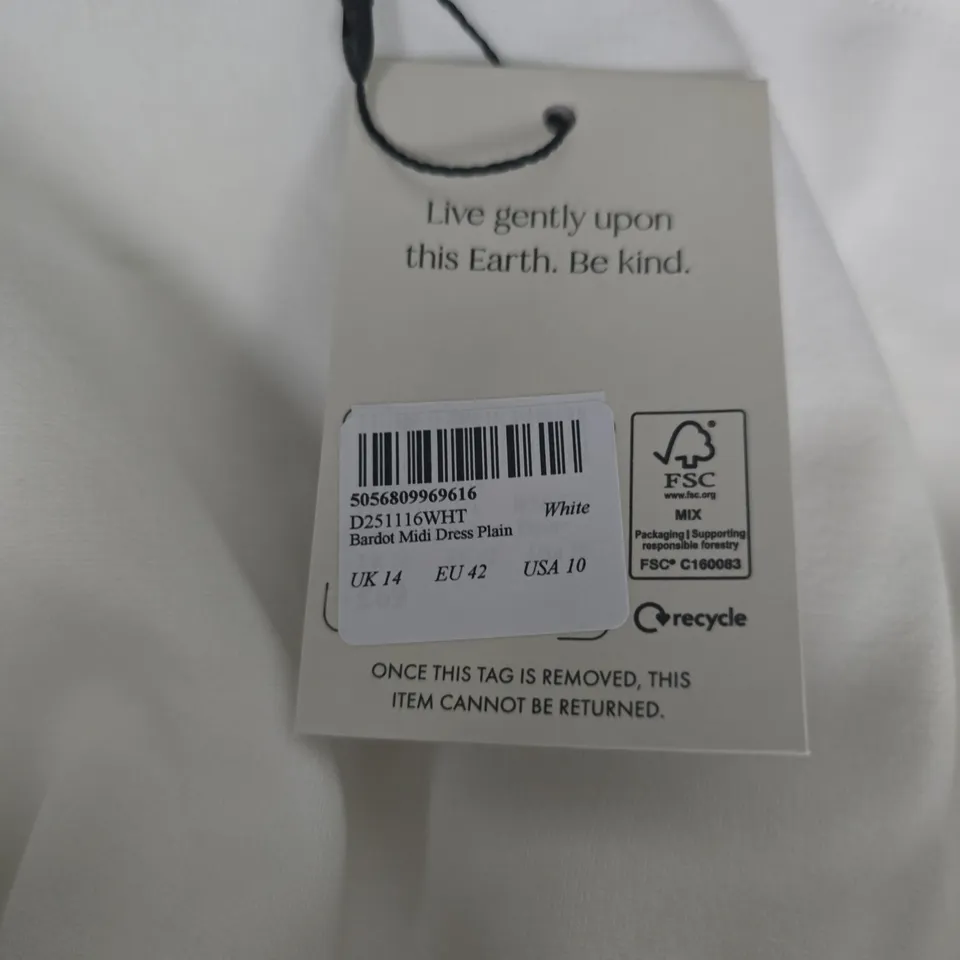 Live gently upon
this Earth. Be kind.
5056809969616
D251116WHT White
Bardot Midi Dress Plain
UK 14 EU 42 USA 10
FSC®
www.fsc.org
MIX
Packaging | Supporting
responsible forestry
FSC® C160083
recycle
ONCE THIS TAG IS REMOVED, THIS
ITEM CANNOT BE RETURNED.